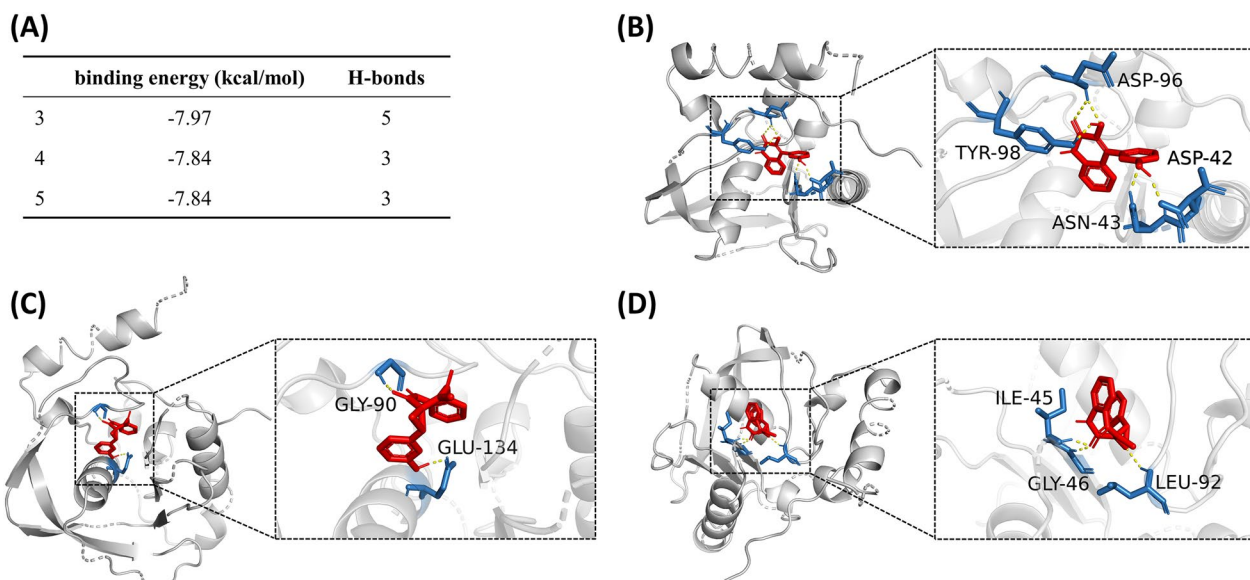 (A)
binding energy (kcal/mol) H-bonds
3 -7.97 5
4 -7.84 3
5 -7.84 3
(B)
ASP-96
TYR-98
ASP-42
ASN-43
(C)
GLY-90
GLU-134
(D)
ILE-45
GLY-46
LEU-92